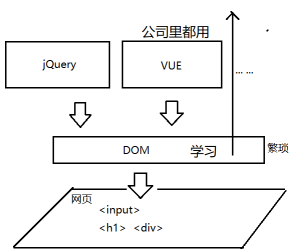 公司里都用
jQuery
VUE
... ...
DOM
学习
繁琐
网页
<input>
<h1> <div>